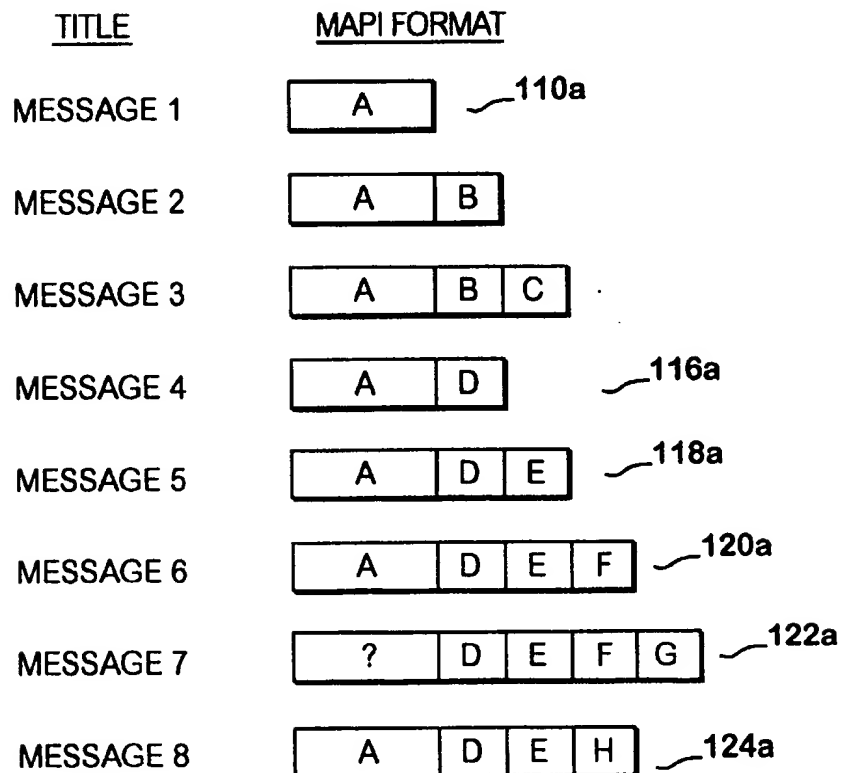 TITLE MAPI FORMAT
MESSAGE 1 A 110a
MESSAGE 2 A B
MESSAGE 3 A B C
MESSAGE 4 A D 116a
MESSAGE 5 A D E 118a
MESSAGE 6 A D E F 120a
MESSAGE 7 ? D E F G 122a
MESSAGE 8 A D E H 124a